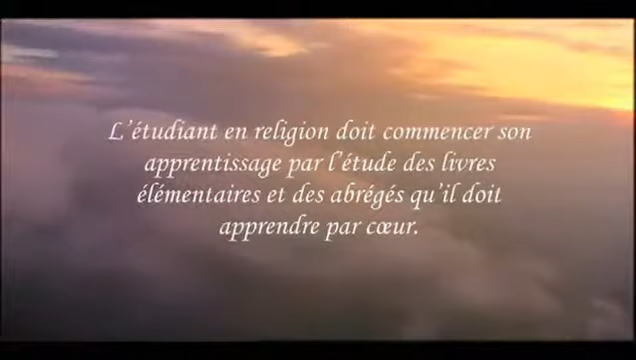 L'étudiant en religion doit commencer son
apprentissage par l'étude des livres
élémentaires et des abrégés qu'il doit
apprendre par cœur.